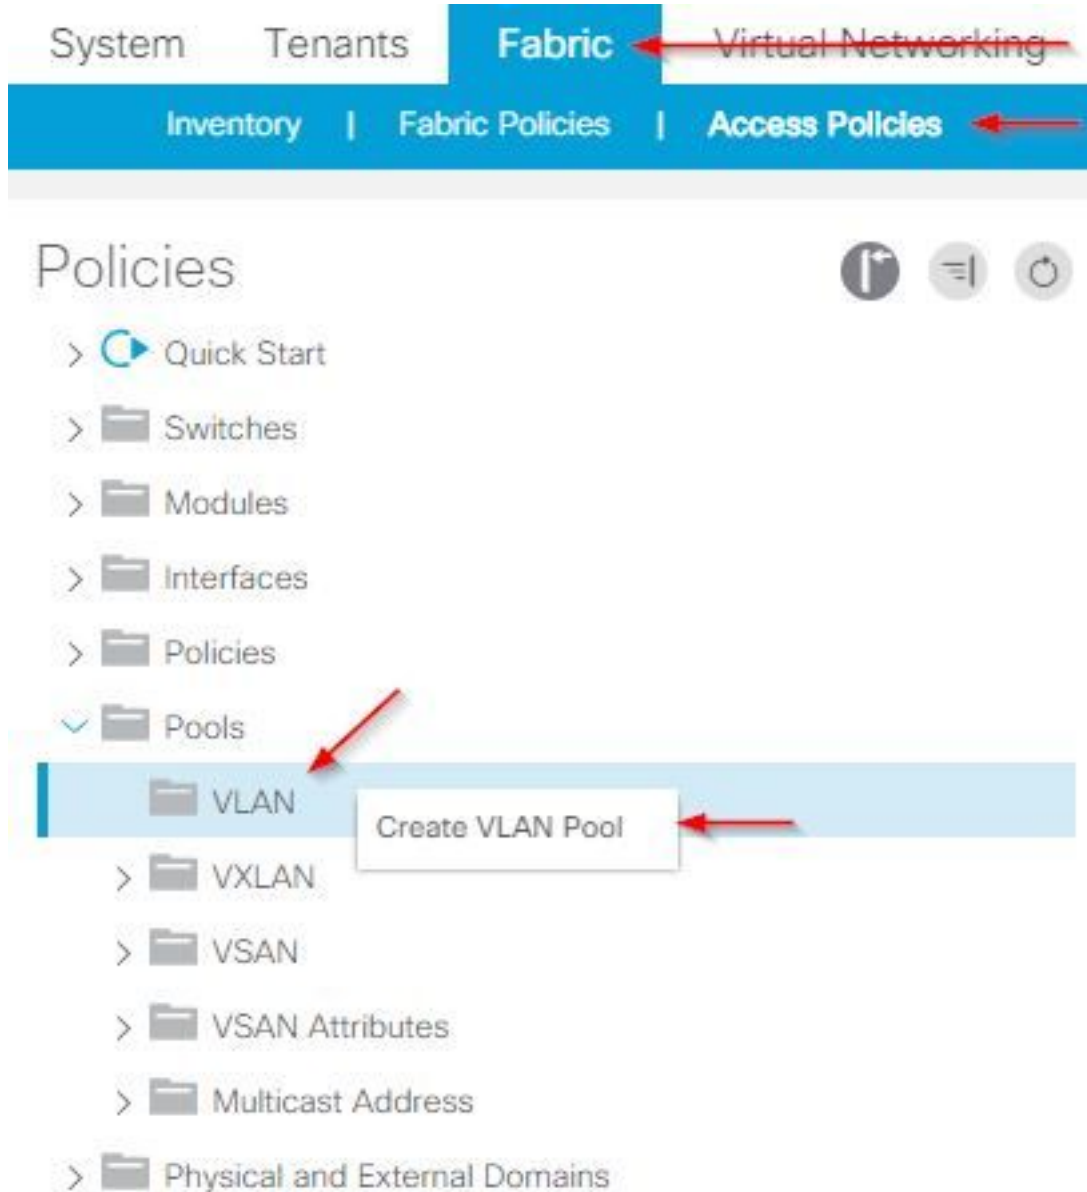 System Tenants Fabric Virtual Networking
Inventory | Fabric Policies | Access Policies
Policies
Quick Start
Switches
Modules
Interfaces
Policies
Pools
VLAN
Create VLAN Pool
VXLAN
VSAN
VSAN Attributes
Multicast Address
Physical and External Domains